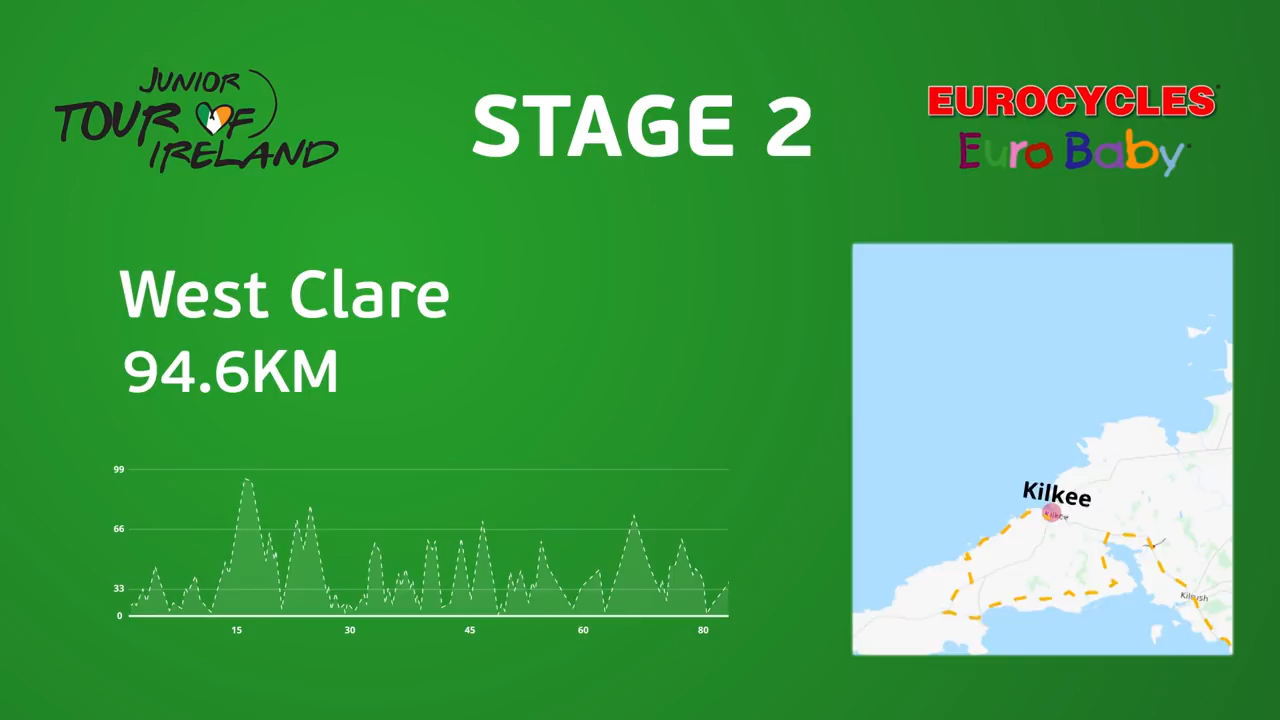 JUNIOR
TOUR OF
IRELAND
STAGE 2
EUROCYCLES
Euro Baby
West Clare
94.6KM
99
66
33
0
15
30
45
60
80
Kilkee
Kilkee
Kilrush